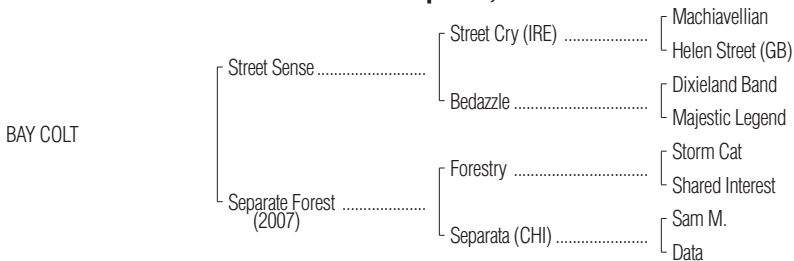 Machiavellian
Street Cry (IRE) ....................
Helen Street (GB)
Street Sense ..........................
Dixieland Band
Bedazzle .........................
Majestic Legend
BAY COLT
Storm Cat
Forestry ................................
Shared Interest
Separate Forest ....................
(2007)
Sam M.
Separata (CHI) ......................
Data